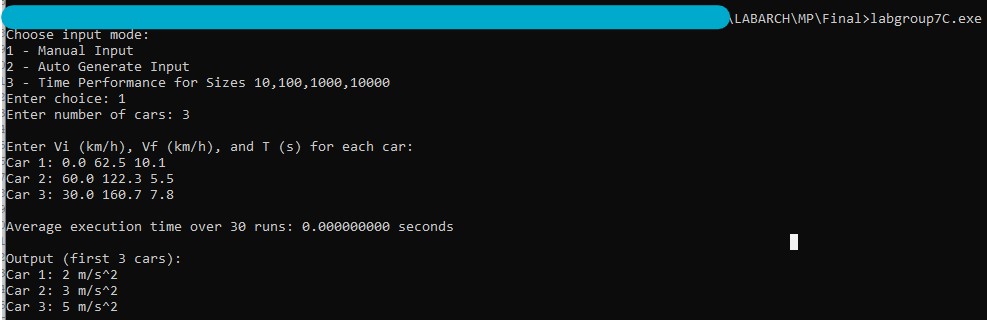 \LABARCH\MP\Final>labgroup7C.exe
Choose input mode:
1 - Manual Input
2 - Auto Generate Input
3 - Time Performance for Sizes 10,100,1000,10000
Enter choice: 1
Enter number of cars: 3
Enter Vi (km/h), Vf (km/h), and T (s) for each car:
Car 1: 0.0 62.5 10.1
Car 2: 60.0 122.3 5.5
Car 3: 30.0 160.7 7.8
Average execution time over 30 runs: 0.000000000 seconds
Output (first 3 cars):
Car 1: 2 m/s^2
Car 2: 3 m/s^2
Car 3: 5 m/s^2